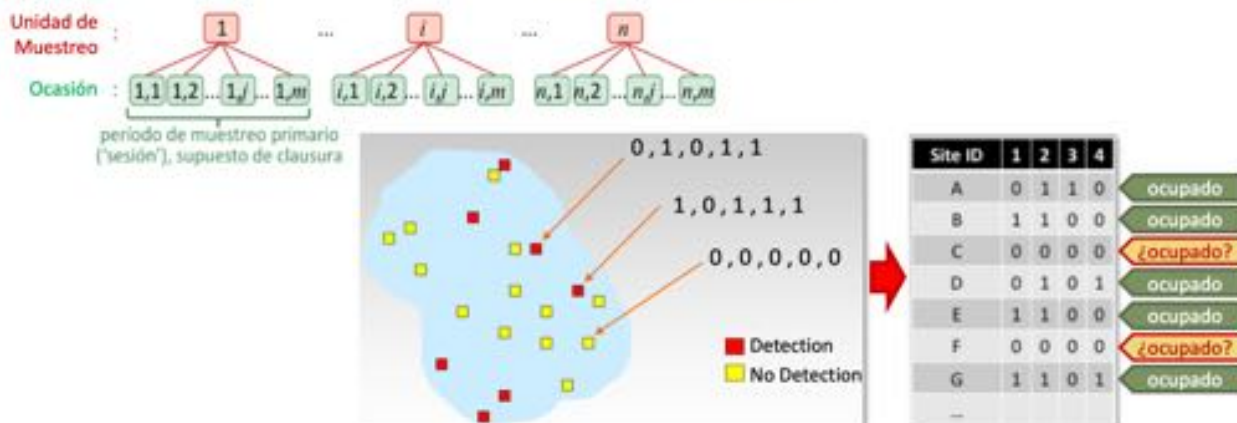 Unidad de Muestreo : 1 ... i ... n
Ocasión : 1,1 1,2 ... 1,j ... 1,m i,1 i,2 ... i,j ... i,m n,1 n,2 ... n,j ... n,m
período de muestreo primario
('sesión'), supuesto de clausura
0,1,0,1,1
1,0,1,1,1
0,0,0,0,0
Detection
No Detection
Site ID 1 2 3 4
A 0 1 1 0 ocupado
B 1 1 0 0 ocupado
C 0 0 0 0 ¿ocupado?
D 0 1 0 1 ocupado
E 1 1 0 0 ocupado
F 0 0 0 0 ¿ocupado?
G 1 1 0 1 ocupado
...